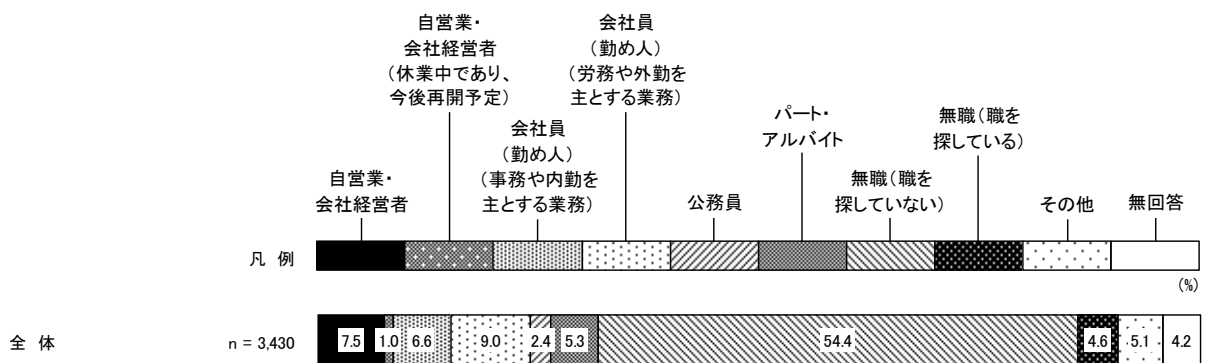 自営業・
会社経営者
自営業・
会社経営者
（休業中であり、
今後再開予定）
会社員
（勤め人）
（事務や内勤を
主とする業務）
会社員
（勤め人）
（労務や外勤を
主とする業務）
公務員
パート・
アルバイト
無職（職を
探していない）
無職（職を
探している）
その他
無回答
凡 例
(%)
全 体 n = 3,430 7.5 1.0 6.6 9.0 2.4 5.3 54.4 4.6 5.1 4.2